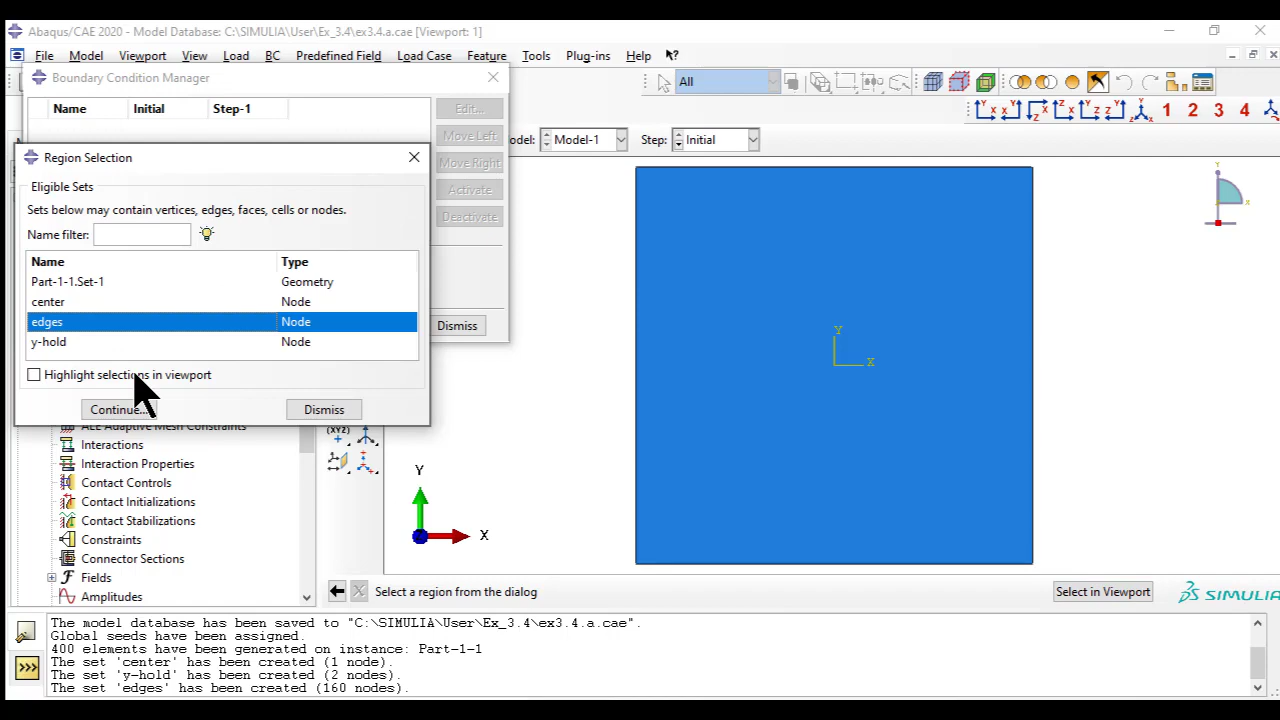 Abaqus/CAE 2020 - Model Database: C:\SIMULIA\User\Ex_3.4\ex3.4.a.cae [Viewport: 1]
File Model Viewport View Load BC Predefined Field Load Case Feature Tools Plug-ins Help
Boundary Condition Manager
All
Name Initial Step-1
Edit...
1 2 3 4
Move Left
odel: Model-1 Step: Initial
Region Selection
Move Right
Eligible Sets
Activate
Sets below may contain vertices, edges, faces, cells or nodes.
Deactivate
Name filter:
Name Type
Part-1-1.Set-1 Geometry
center Node
edges Node
Dismiss
y-hold Node
Highlight selections in viewport
Continue...
Dismiss
Y
X
ALE Adaptive Mesh Constraints
(XYZ)
Interactions
Interaction Properties
Contact Controls
Contact Initializations
Contact Stabilizations
Constraints
Connector Sections
Fields
Amplitudes
Y
X
Select a region from the dialog
Select in Viewport
SIMULIA
The model database has been saved to "C:\SIMULIA\User\Ex_3.4\ex3.4.a.cae".
Global seeds have been assigned.
400 elements have been generated on instance: Part-1-1
The set 'center' has been created (1 node).
The set 'y-hold' has been created (2 nodes).
The set 'edges' has been created (160 nodes).